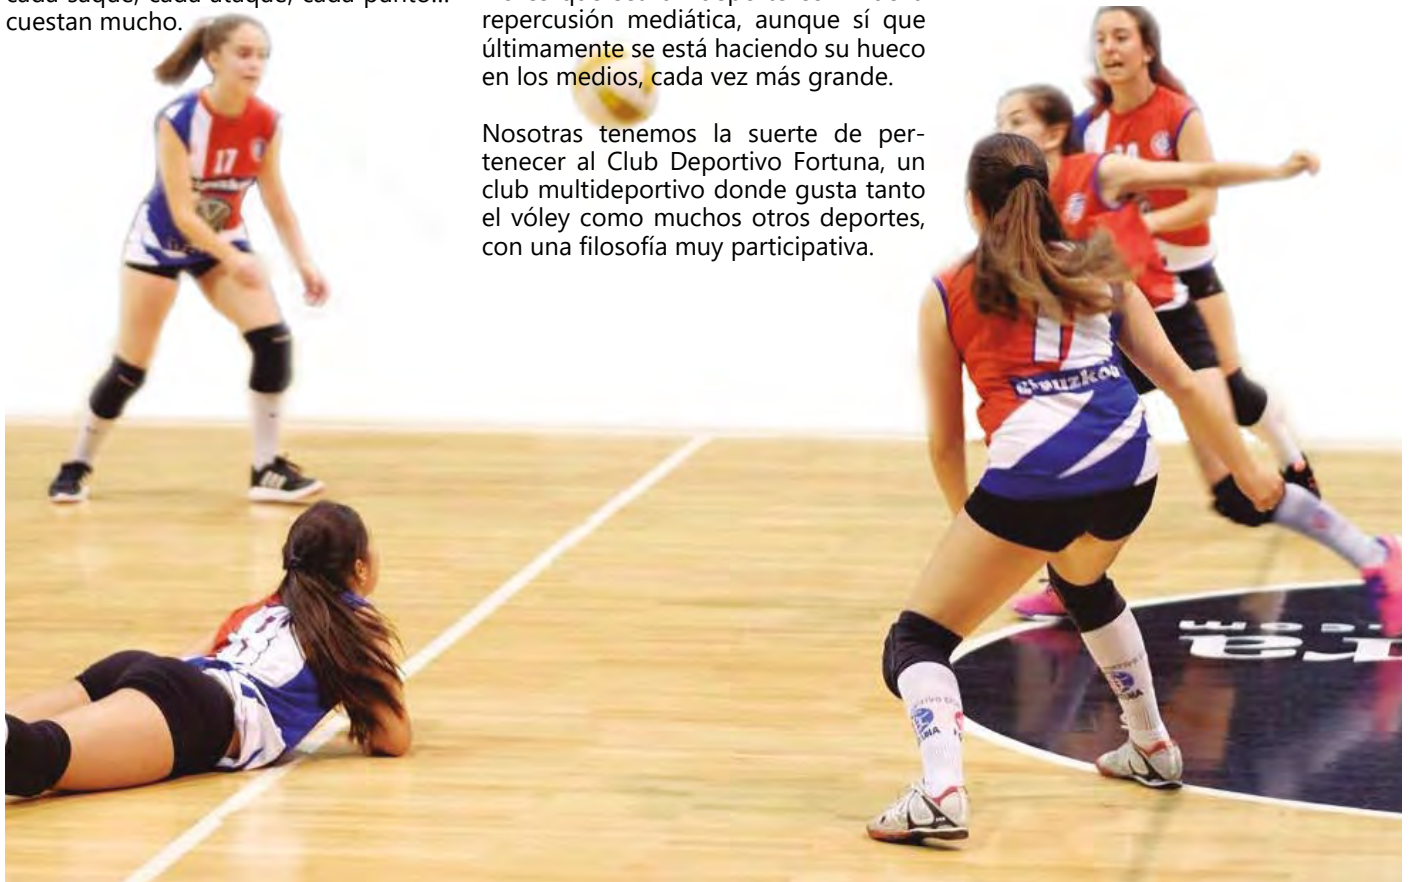 cuestan mucho.
repercusión mediática, aunque sí que
últimamente se está haciendo su hueco
en los medios, cada vez más grande.
Nosotras tenemos la suerte de per-
tenecer al Club Deportivo Fortuna, un
club multideportivo donde gusta tanto
el vóley como muchos otros deportes,
con una filosofía muy participativa.
17